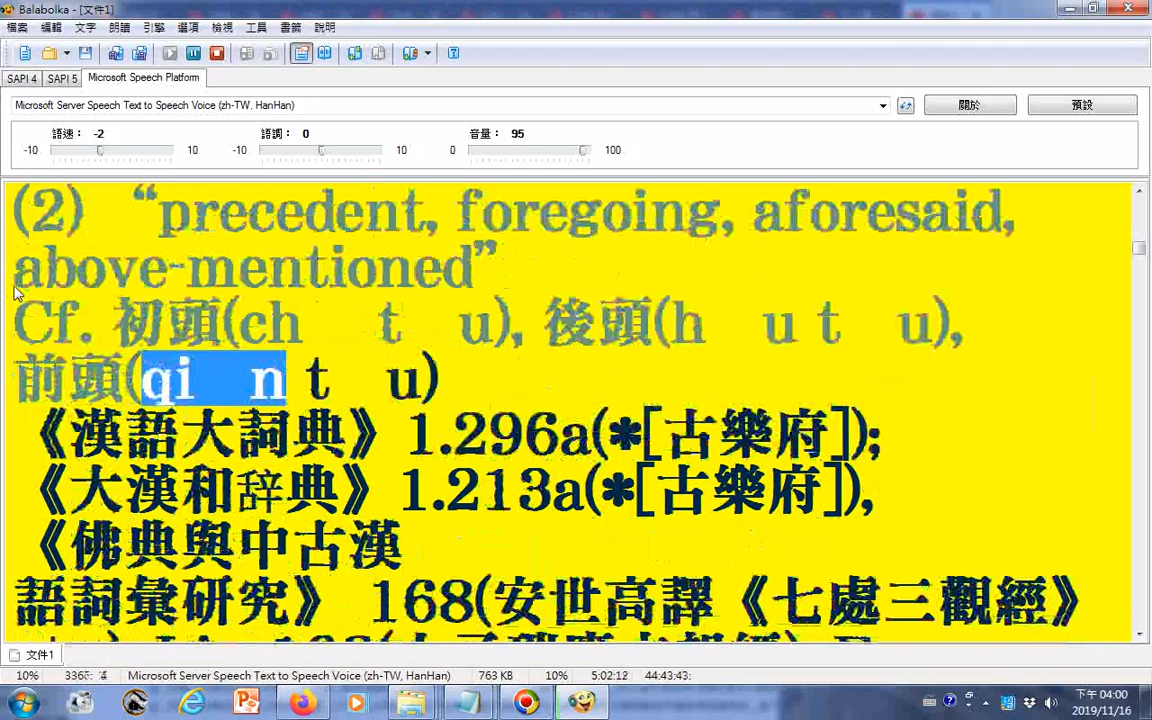 Balabolka - [文件1]
檔案 編輯 文字 朗讀 引擎 選項 檢視 工具 書籤 說明
SAPI 4 SAPI 5 Microsoft Speech Platform
Microsoft Server Speech Text to Speech Voice (zh-TW, HanHan) 關於 預設
語速： -2 語調： 0 音量： 95
-10 10 -10 10 0 100
(2) “precedent, foregoing, aforesaid,
above-mentioned”
Cf. 初頭(ch t u), 後頭(h u t u),
前頭(qi n t u)
《漢語大詞典》 1.296a(✽[古樂府]);
《大漢和辞典》 1.213a(✽[古樂府]),
《佛典與中古漢
語詞彙研究》 168(安世高譯《七處三觀經》
文件1
10% Microsoft Server Speech Text to Speech Voice (zh-TW, HanHan) 763 KB 10% 5:02:12 44:43:43:
下午 04:00
2019/11/16